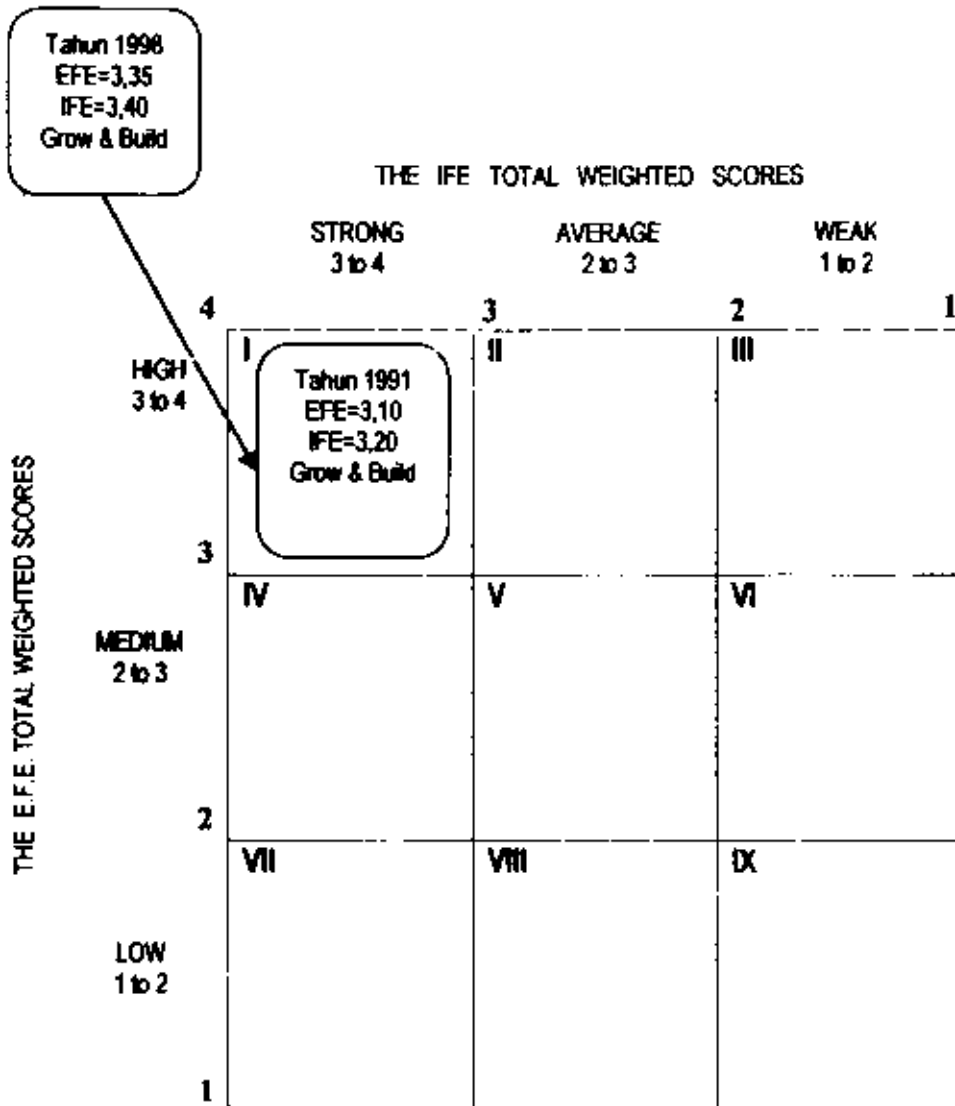 Tahun 1998
EFE=3,35
IFE=3,40
Grow & Build
THE IFE TOTAL WEIGHTED SCORES
STRONG
3 to 4
AVERAGE
2 to 3
WEAK
1 to 2
4
3
2
1
HIGH
3 to 4
I
II
III
Tahun 1991
EFE=3,10
IFE=3,20
Grow & Build
THE E.F.E. TOTAL WEIGHTED SCORES
3
IV
V
VI
MEDIUM
2 to 3
2
VII
VIII
IX
LOW
1 to 2
1